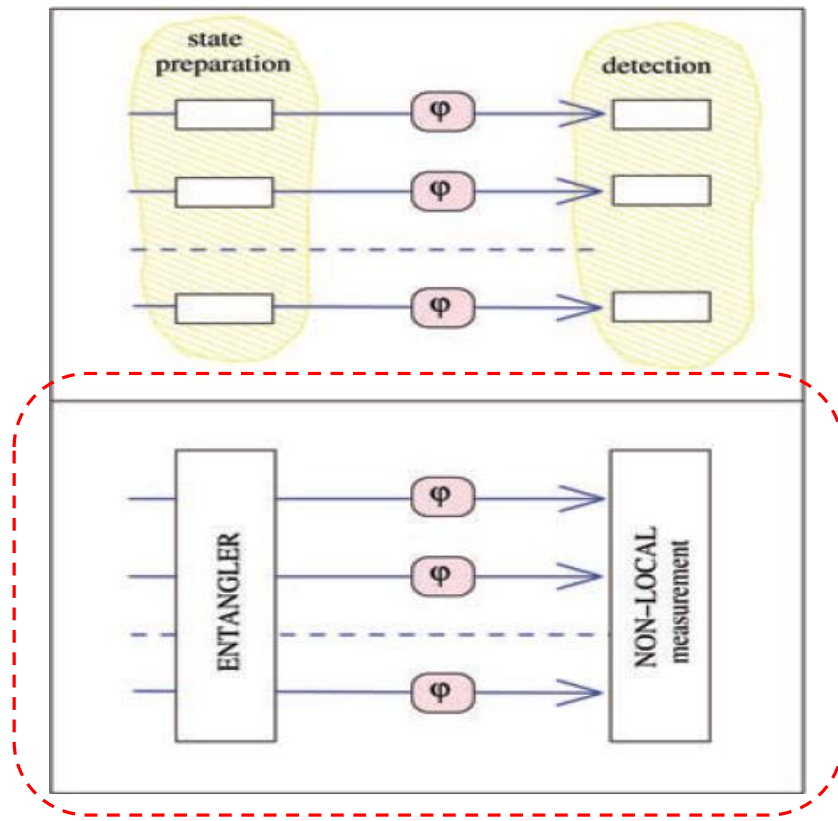 state
preparation
detection
φ
φ
φ
ENTANGLER
φ
φ
φ
NON-LOCAL
measurement